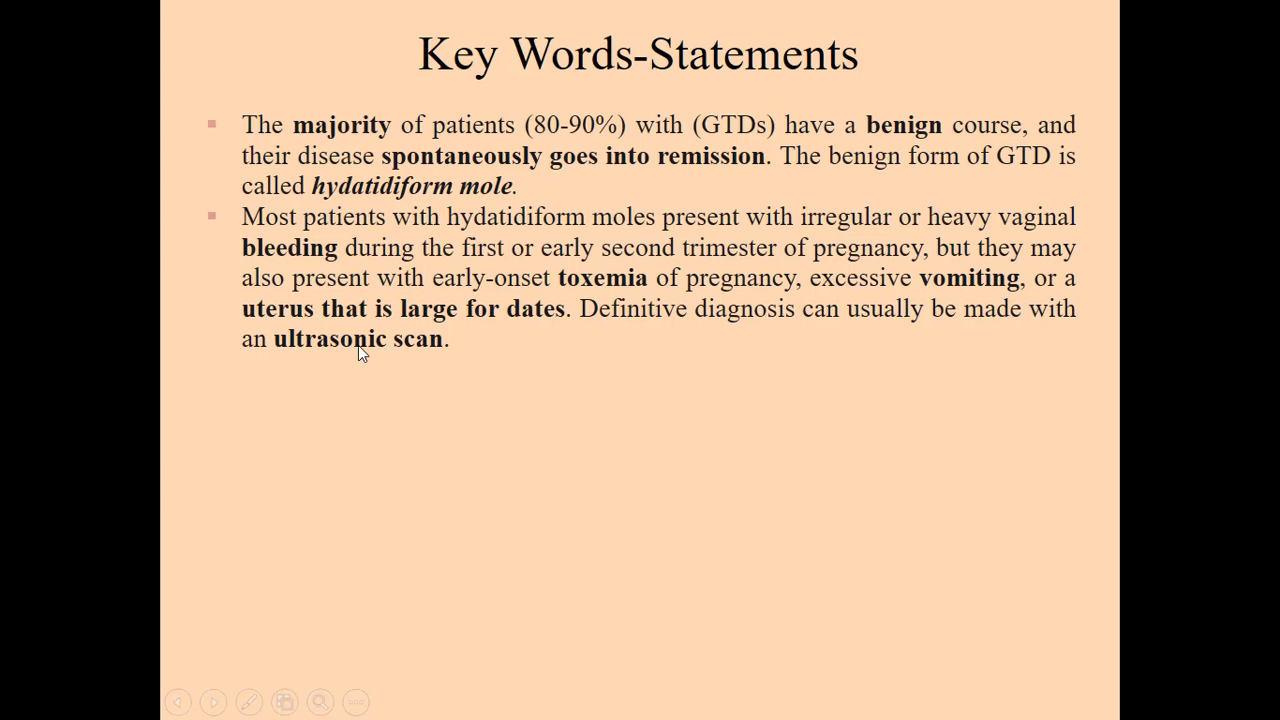 Key Words-Statements
The majority of patients (80-90%) with (GTDs) have a benign course, and
their disease spontaneously goes into remission. The benign form of GTD is
called hydatidiform mole.
Most patients with hydatidiform moles present with irregular or heavy vaginal
bleeding during the first or early second trimester of pregnancy, but they may
also present with early-onset toxemia of pregnancy, excessive vomiting, or a
uterus that is large for dates. Definitive diagnosis can usually be made with
an ultrasonic scan.